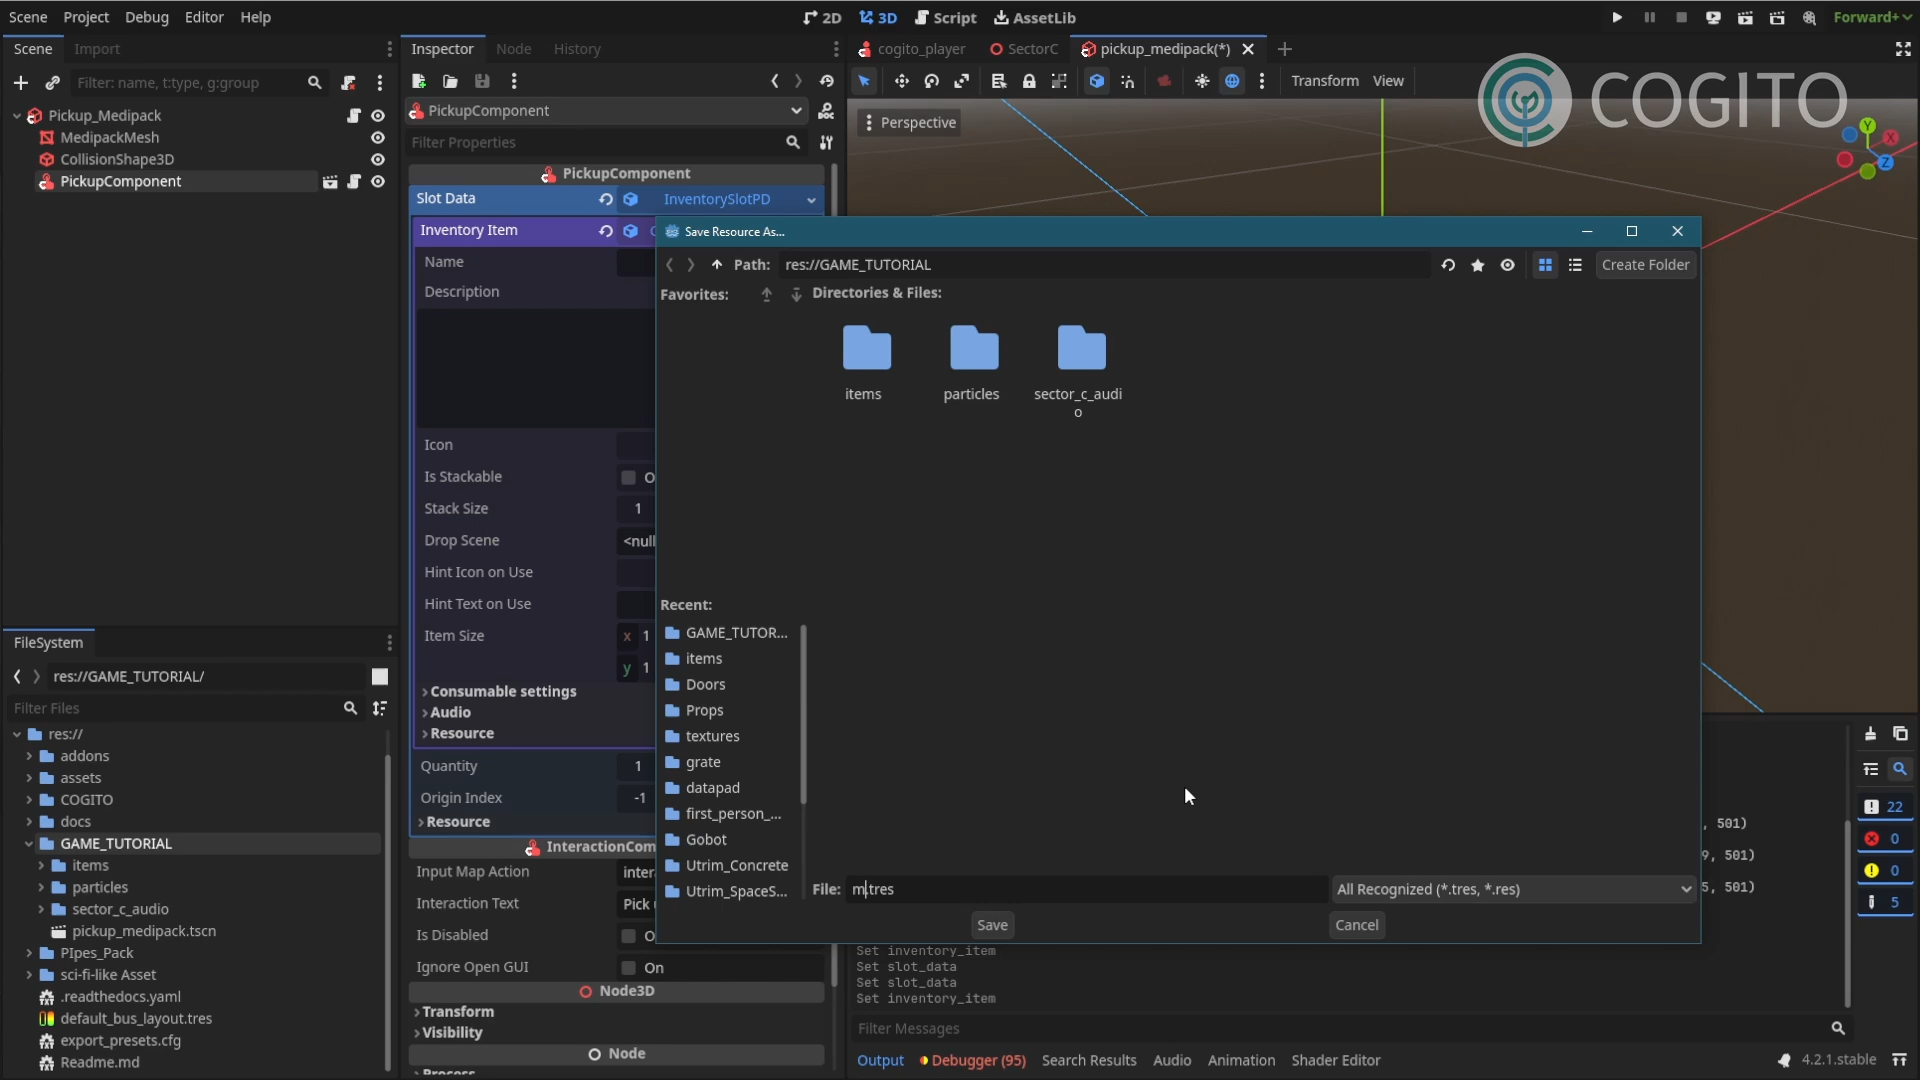 Scene Project Debug Editor Help
2D 3D Script AssetLib
Forward+
Scene Import
Inspector Node History
cogito_player SectorC pickup_medipack(*)
Filter: name, t:type, g:group
Transform View
COGITO
Perspective
Pickup_Medipack
MedipackMesh
CollisionShape3D
PickupComponent
PickupComponent
Filter Properties
PickupComponent
Slot Data InventorySlotPD
Inventory Item
Name
Description
Icon
Is Stackable
Stack Size 1
Drop Scene <null
Hint Icon on Use
Hint Text on Use
Item Size x 1
y 1
Consumable settings
Audio
Resource
Quantity 1
Origin Index -1
Resource
InteractionCom
Input Map Action inter
Interaction Text Pick
Is Disabled
Ignore Open GUI On
Node3D
Transform
Visibility
Node
Process
Save Resource As...
Path: res://GAME_TUTORIAL
Create Folder
Favorites: Directories & Files:
items particles sector_c_audi
o
Recent:
GAME_TUTOR...
items
Doors
Props
textures
grate
datapad
first_person_...
Gobot
Utrim_Concrete
Utrim_SpaceS...
File: m.tres All Recognized (*.tres, *.res)
Save Cancel
FileSystem
res://GAME_TUTORIAL/
Filter Files
res://
addons
assets
COGITO
docs
GAME_TUTORIAL
items
particles
sector_c_audio
pickup_medipack.tscn
PIpes_Pack
sci-fi-like Asset
.readthedocs.yaml
default_bus_layout.tres
export_presets.cfg
Readme.md
, 501)
9, 501)
5, 501)
22
0
0
5
Set inventory_item
Set slot_data
Set slot_data
Set inventory_item
Filter Messages
Output Debugger (95) Search Results Audio Animation Shader Editor
4.2.1.stable
X
Y
Z